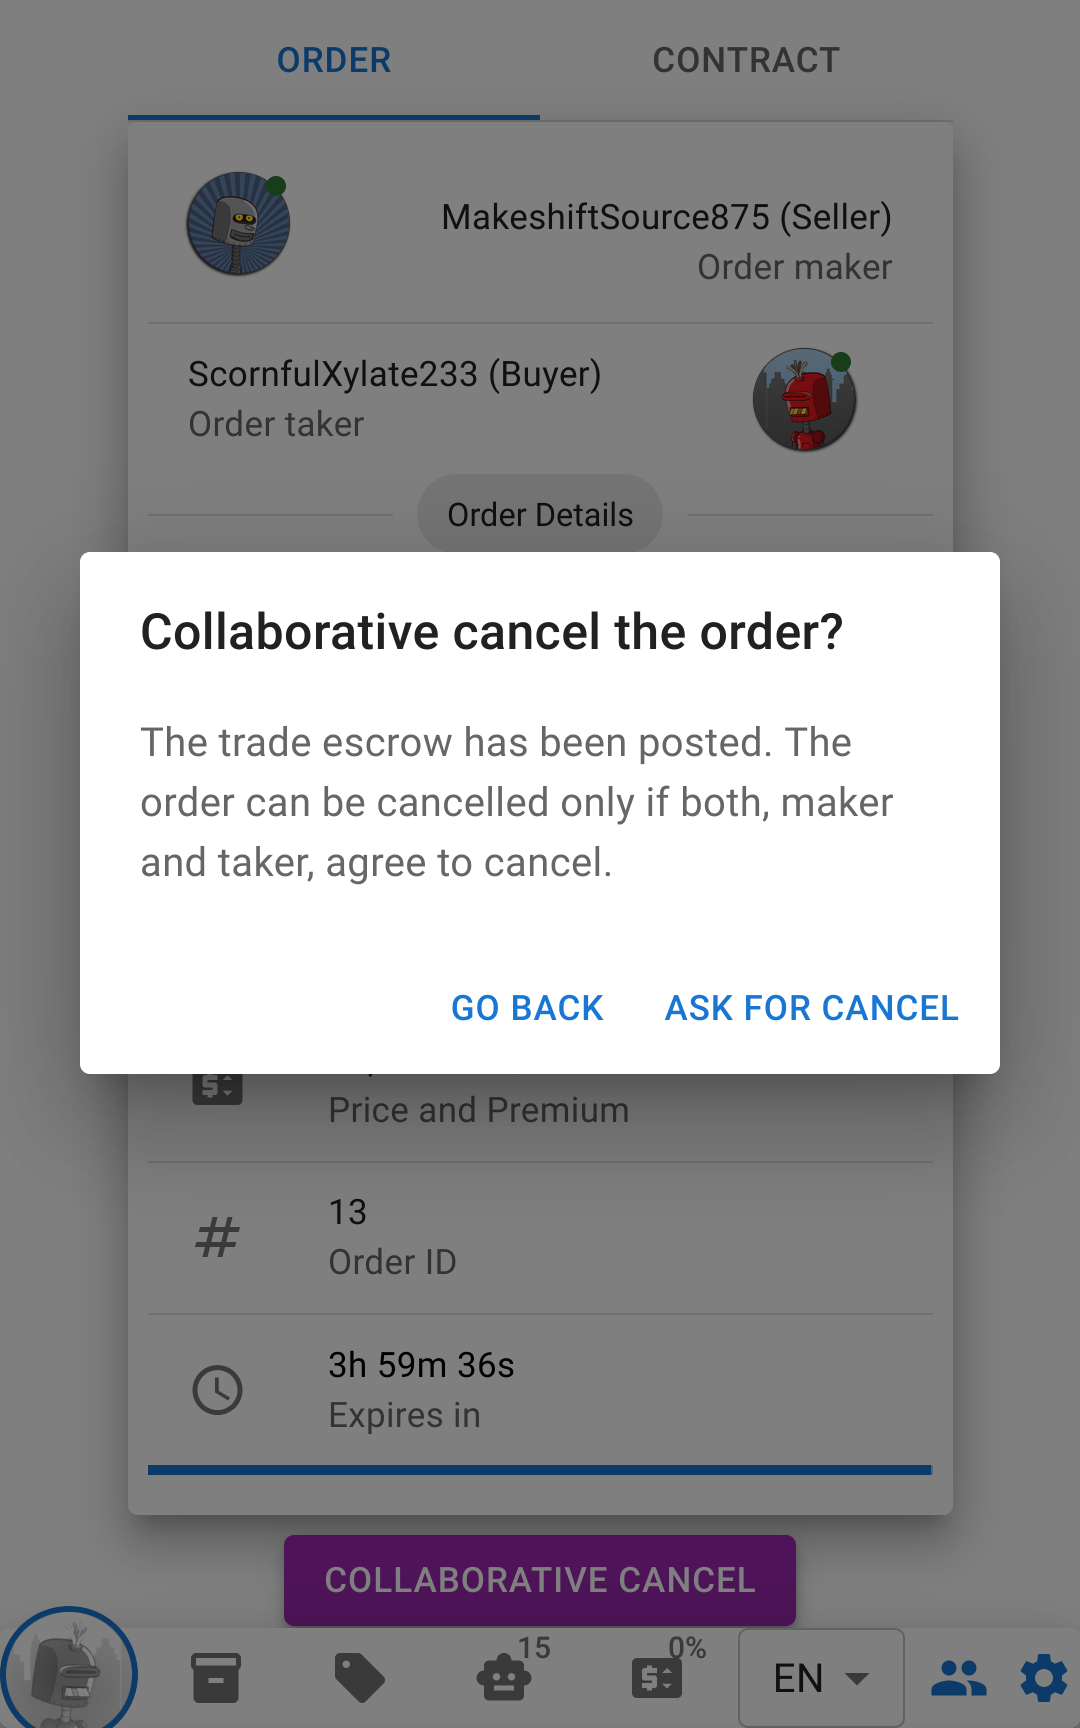 ORDER
CONTRACT
MakeshiftSource875 (Seller)
Order maker
ScornfulXylate233 (Buyer)
Order taker
Order Details
Collaborative cancel the order?
The trade escrow has been posted. The
order can be cancelled only if both, maker
and taker, agree to cancel.
GO BACK
ASK FOR CANCEL
Price and Premium
13
Order ID
3h 59m 36s
Expires in
COLLABORATIVE CANCEL
15
0%
EN